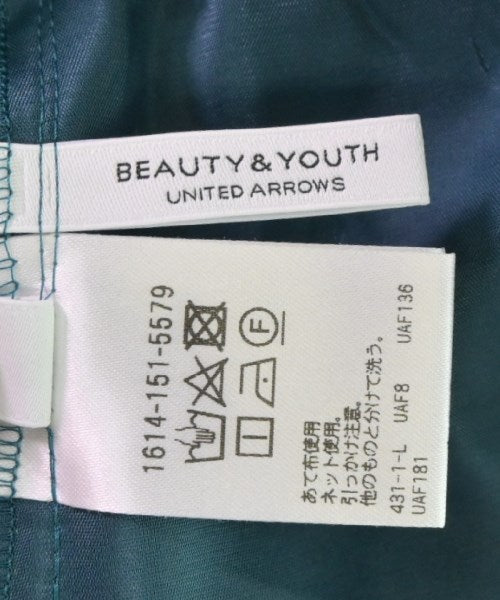 BEAUTY & YOUTH
UNITED ARROWS
1614-151-5579
F
あて布使用
ネット使用。
引っかけ注意。
他のものと分けて洗う。
431-1-L UAF8 UAF136
UAF181